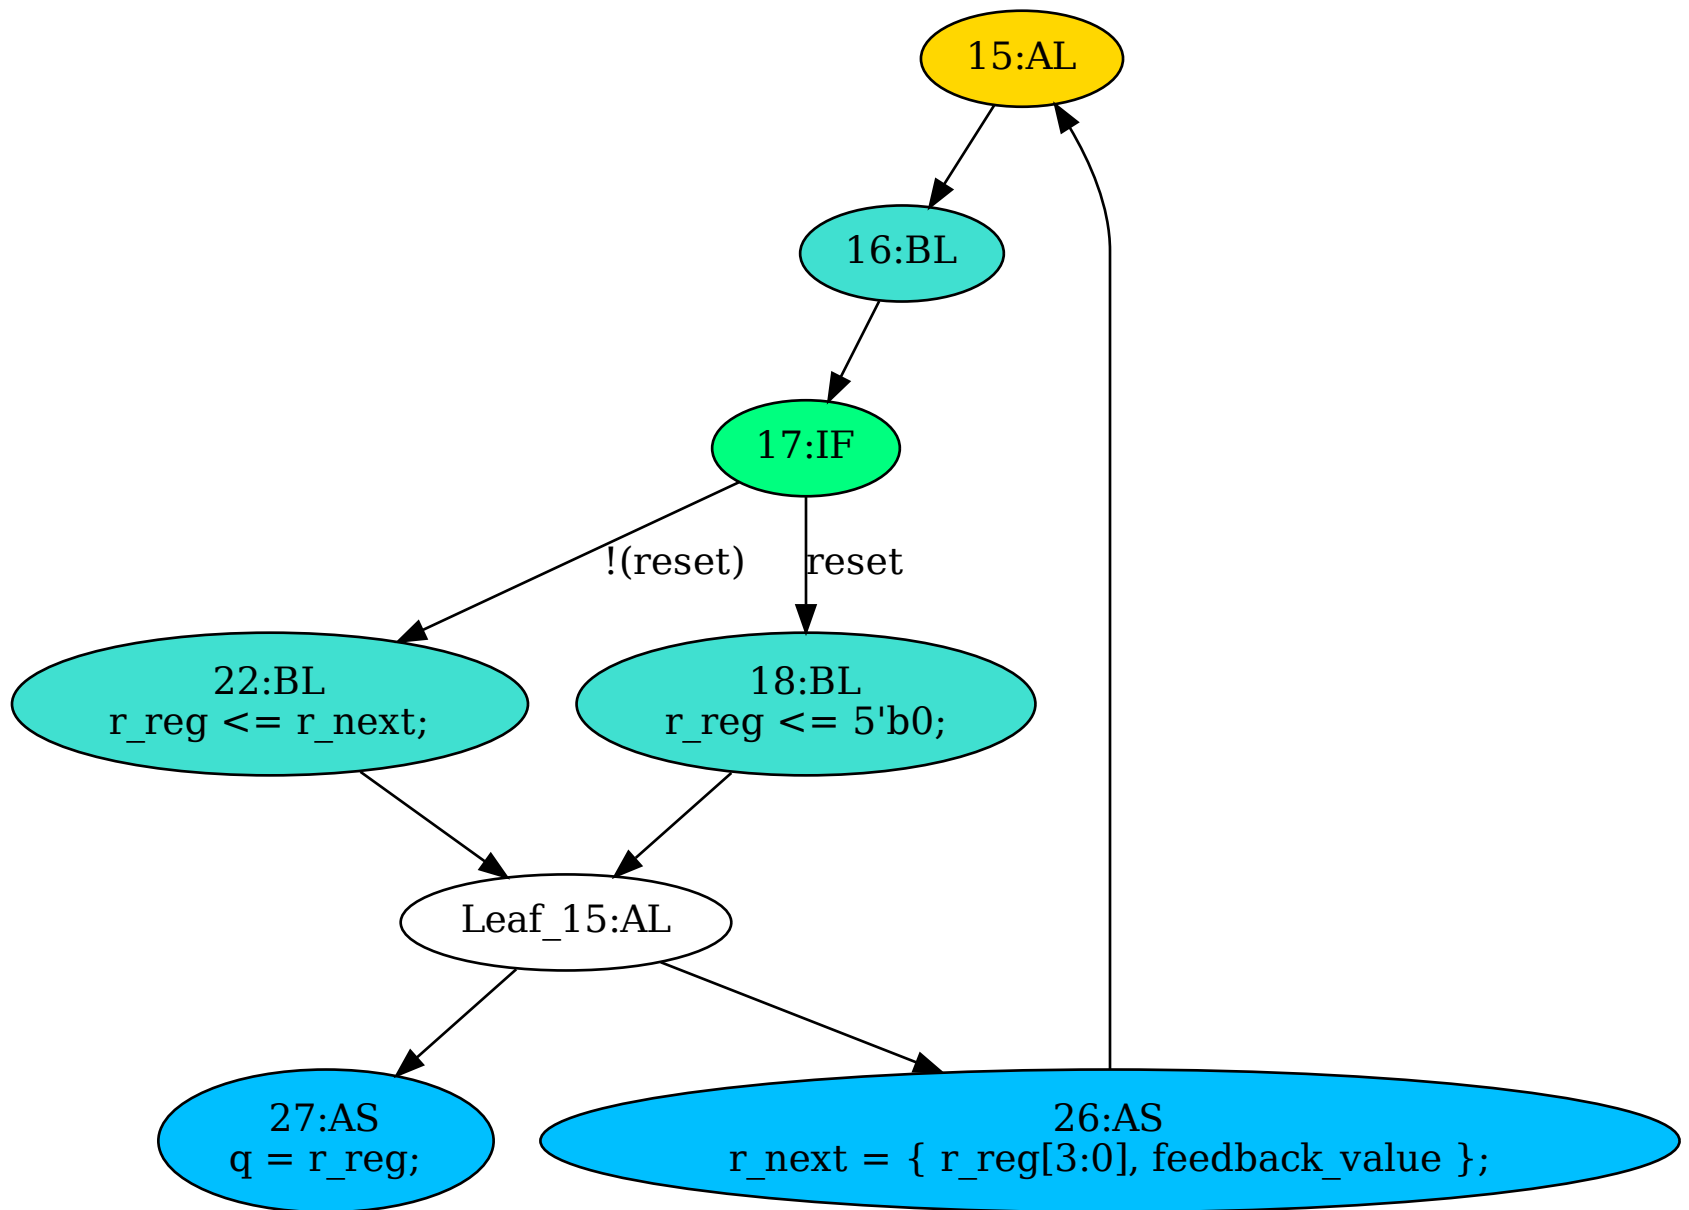 15:AL
16:BL
17:IF
!(reset)
reset
22:BL
r_reg <= r_next;
18:BL
r_reg <= 5'b0;
Leaf_15:AL
27:AS
q = r_reg;
26:AS
r_next = { r_reg[3:0], feedback_value };